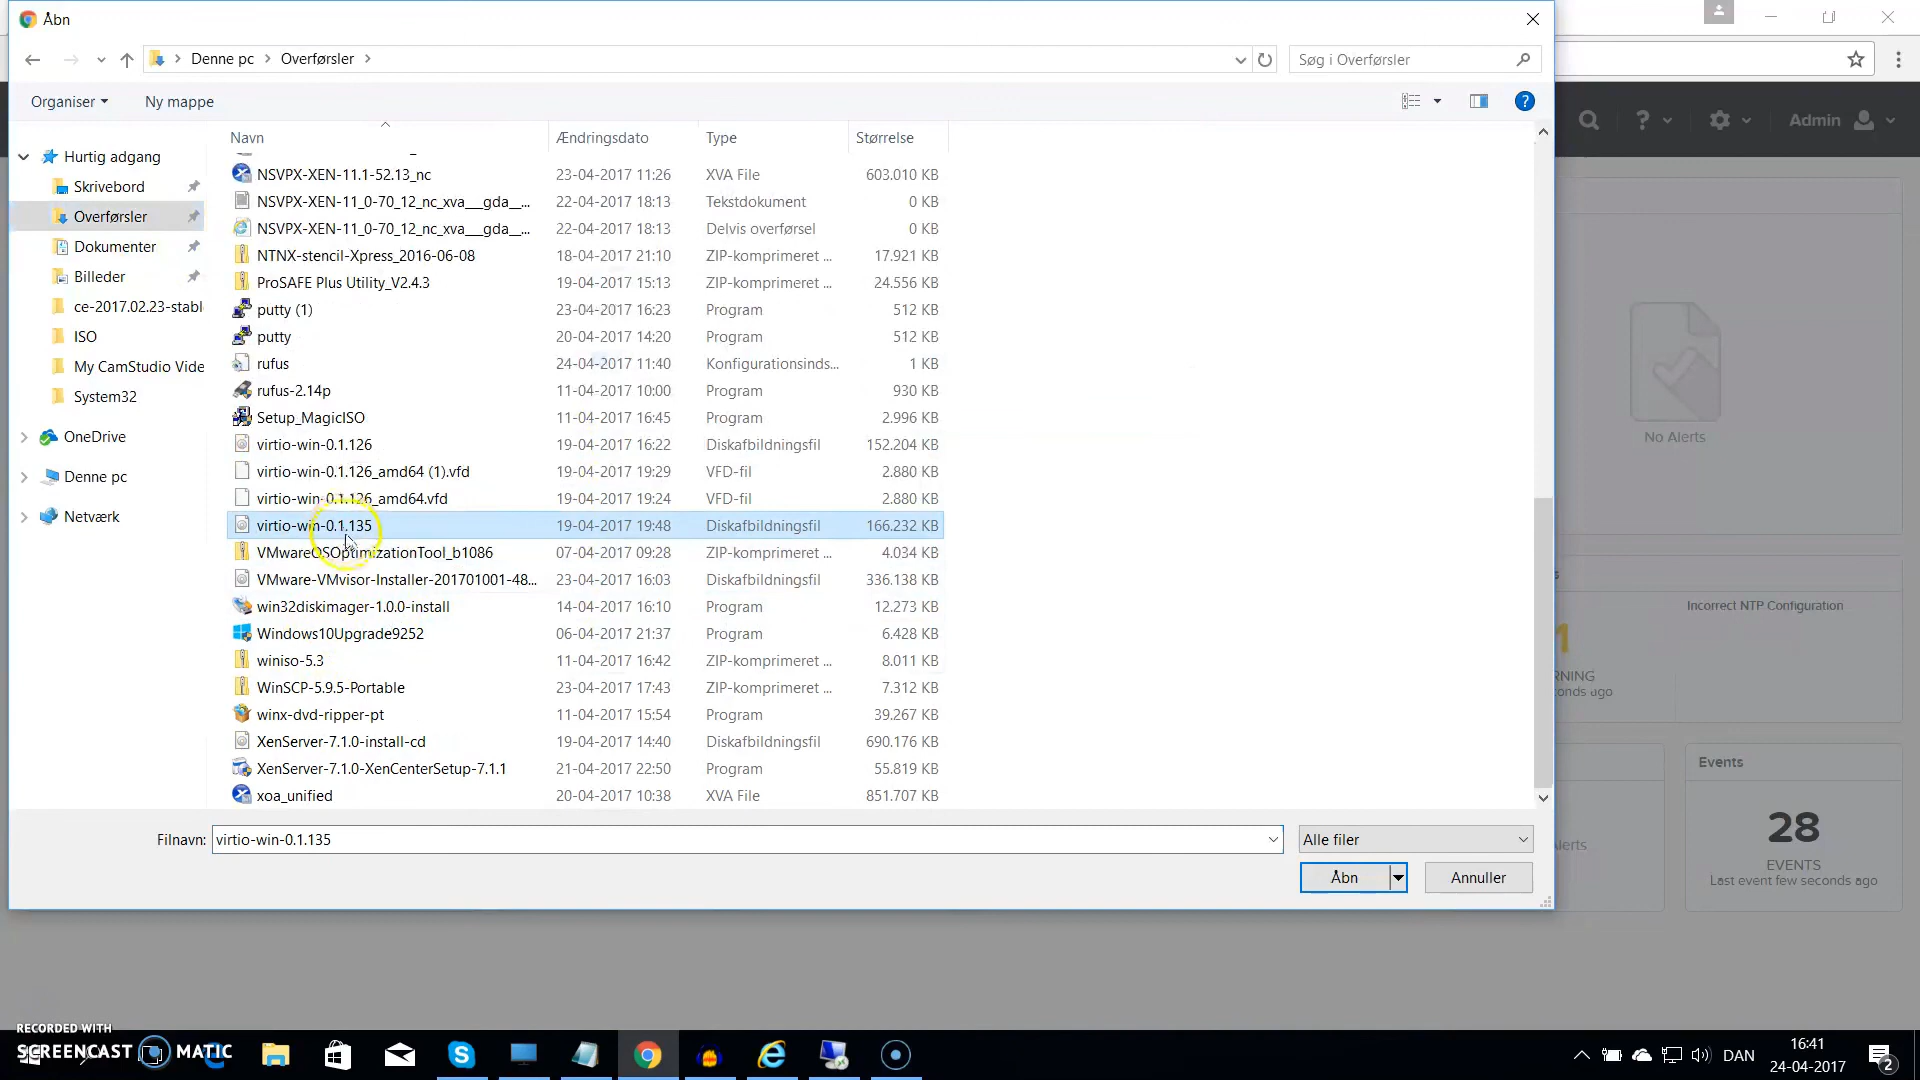 Åbn
Denne pc
Overførsler
Søg i Overførsler
Organiser
Ny mappe
Admin
Navn
Ændringsdato
Type
Størrelse
Hurtig adgang
Skrivebord
Overførsler
Dokumenter
Billeder
ce-2017.02.23-stabl
ISO
My CamStudio Vide
System32
OneDrive
Denne pc
Netværk
NSVPX-XEN-11.1-52.13_nc 23-04-2017 11:26 XVA File 603.010 KB
NSVPX-XEN-11_0-70_12_nc_xva__gda__... 22-04-2017 18:13 Tekstdokument 0 KB
NSVPX-XEN-11_0-70_12_nc_xva__gda__... 22-04-2017 18:13 Delvis overførsel 0 KB
NTNX-stencil-Xpress_2016-06-08 18-04-2017 21:10 ZIP-komprimeret ... 17.921 KB
ProSAFE Plus Utility_V2.4.3 19-04-2017 15:13 ZIP-komprimeret ... 24.556 KB
putty (1) 23-04-2017 16:23 Program 512 KB
putty 20-04-2017 14:20 Program 512 KB
rufus 24-04-2017 11:40 Konfigurationsinds... 1 KB
rufus-2.14p 11-04-2017 10:00 Program 930 KB
Setup_MagicISO 11-04-2017 16:45 Program 2.996 KB
virtio-win-0.1.126 19-04-2017 16:22 Diskafbildningsfil 152.204 KB
virtio-win-0.1.126_amd64 (1).vfd 19-04-2017 19:29 VFD-fil 2.880 KB
virtio-win-0.1.126_amd64.vfd 19-04-2017 19:24 VFD-fil 2.880 KB
virtio-win-0.1.135 19-04-2017 19:48 Diskafbildningsfil 166.232 KB
VMwareOSOptimizationTool_b1086 07-04-2017 09:28 ZIP-komprimeret ... 4.034 KB
VMware-VMvisor-Installer-201701001-48... 23-04-2017 16:03 Diskafbildningsfil 336.138 KB
win32diskimager-1.0.0-install 14-04-2017 16:10 Program 12.273 KB
Windows10Upgrade9252 06-04-2017 21:37 Program 6.428 KB
winiso-5.3 11-04-2017 16:42 ZIP-komprimeret ... 8.011 KB
WinSCP-5.9.5-Portable 23-04-2017 17:43 ZIP-komprimeret ... 7.312 KB
winx-dvd-ripper-pt 11-04-2017 15:54 Program 39.267 KB
XenServer-7.1.0-install-cd 19-04-2017 14:40 Diskafbildningsfil 690.176 KB
XenServer-7.1.0-XenCenterSetup-7.1.1 21-04-2017 22:50 Program 55.819 KB
xoa_unified 20-04-2017 10:38 XVA File 851.707 KB
Filnavn: virtio-win-0.1.135
Alle filer
Åbn
Annuller
No Alerts
s
Incorrect NTP Configuration
1
RNING
conds ago
lerts
Events
28
EVENTS
Last event few seconds ago
RECORDED WITH
SCREENCAST MATIC
DAN
16:41
24-04-2017
2